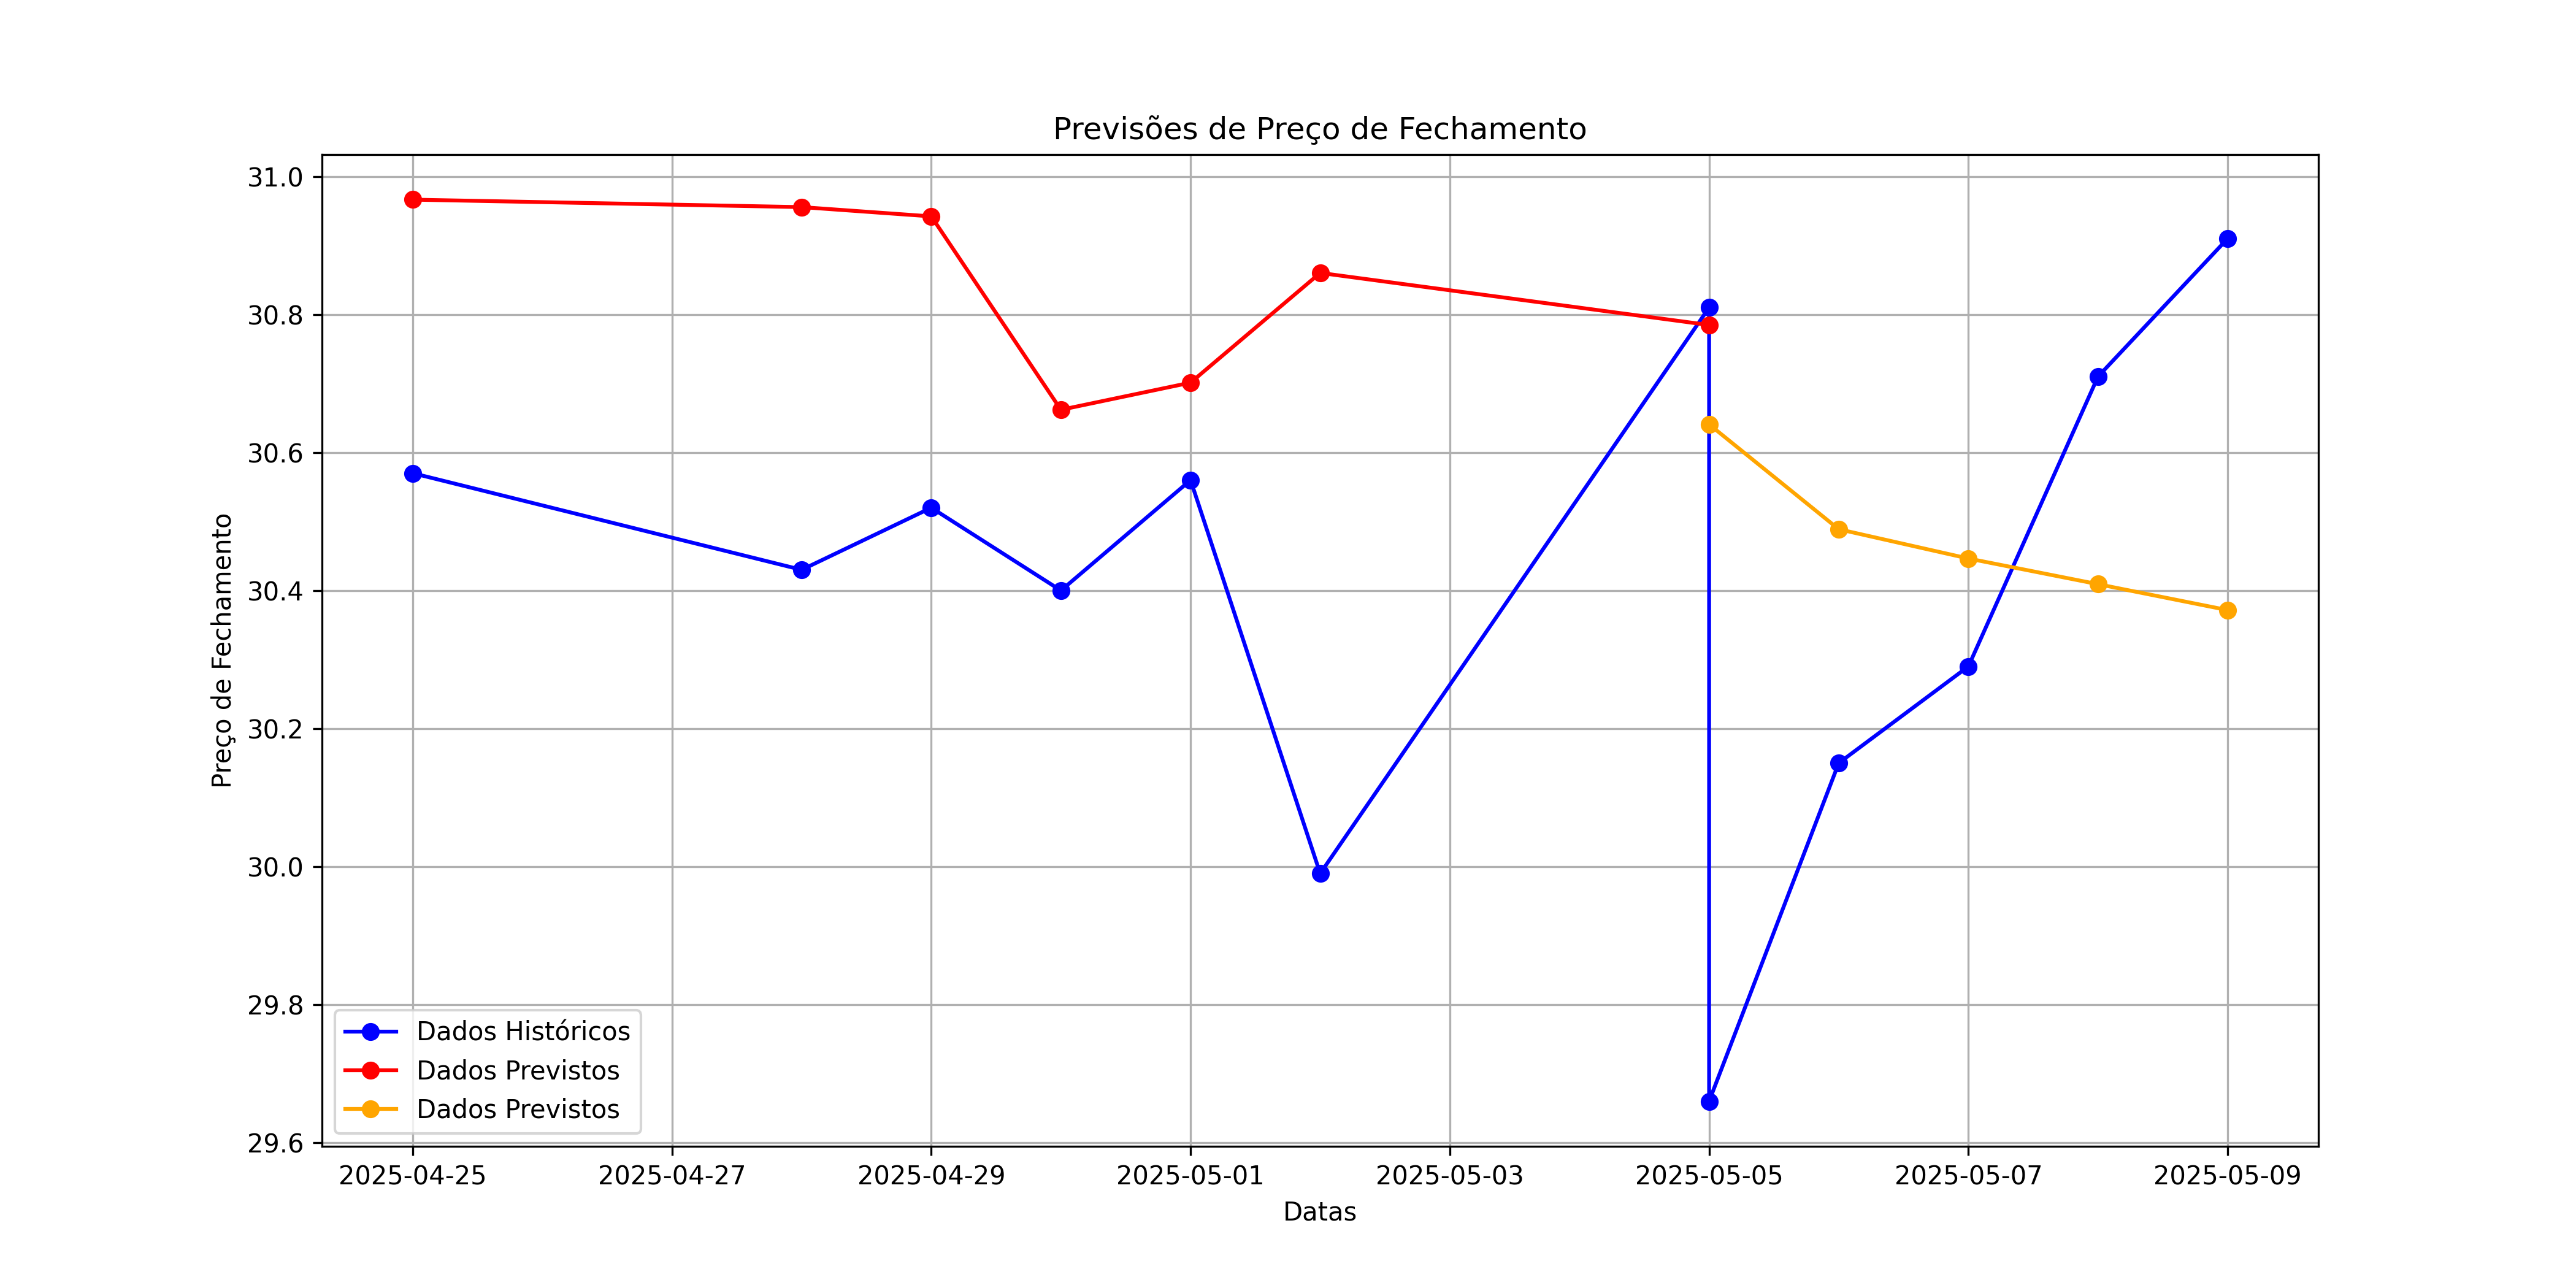 Previsões de Preço de Fechamento
Preço de Fechamento
31.0
30.8
30.6
30.4
30.2
30.0
29.8
29.6
Dados Históricos
Dados Previstos
Dados Previstos
2025-04-25 2025-04-27 2025-04-29 2025-05-01 2025-05-03 2025-05-05 2025-05-07 2025-05-09
Datas